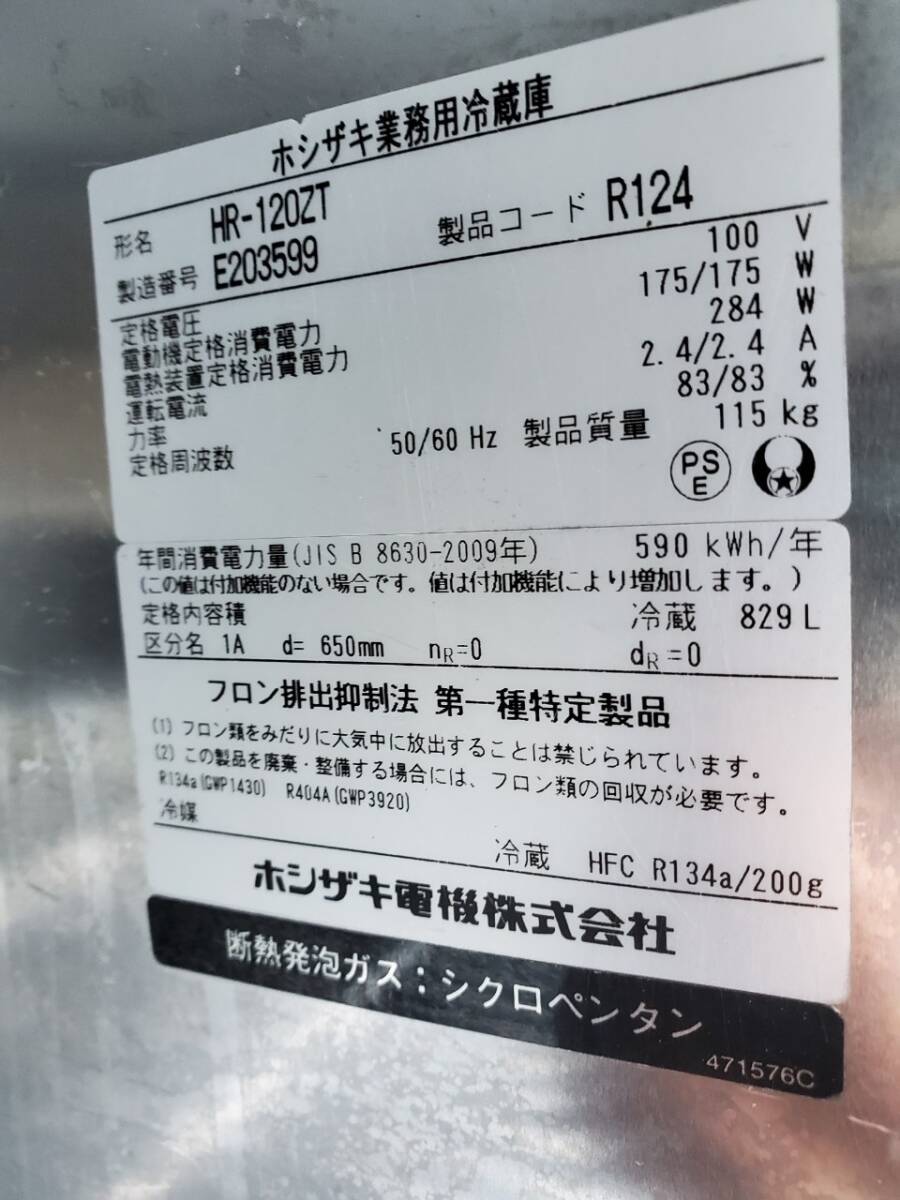 ホシザキ業務用冷蔵庫
形名 HR-120ZT
製造番号 E203599 製品コード R124
定格電圧 100 V
電動機定格消費電力 175/175 W
電熱装置定格消費電力 284 W
運転電流 2.4/2.4 A
力率 83/83 %
定格周波数 50/60 Hz 製品質量 115 kg
PS
E
年間消費電力量(JIS B 8630-2009年) 590 kWh/年
(この値は付加機能のない場合です。値は付加機能により増加します。)
定格内容積 冷蔵 829 L
区分名 1A d= 650mm nR=0 dR=0
フロン排出抑制法 第一種特定製品
(1) フロン類をみだりに大気中に放出することは禁じられています。
(2) この製品を廃棄・整備する場合には、フロン類の回収が必要です。
R134a(GWP1430) R404A(GWP3920)
冷媒
冷蔵 HFC R134a/200g
ホシザキ電機株式会社
断熱発泡ガス：シクロペンタン
471576C